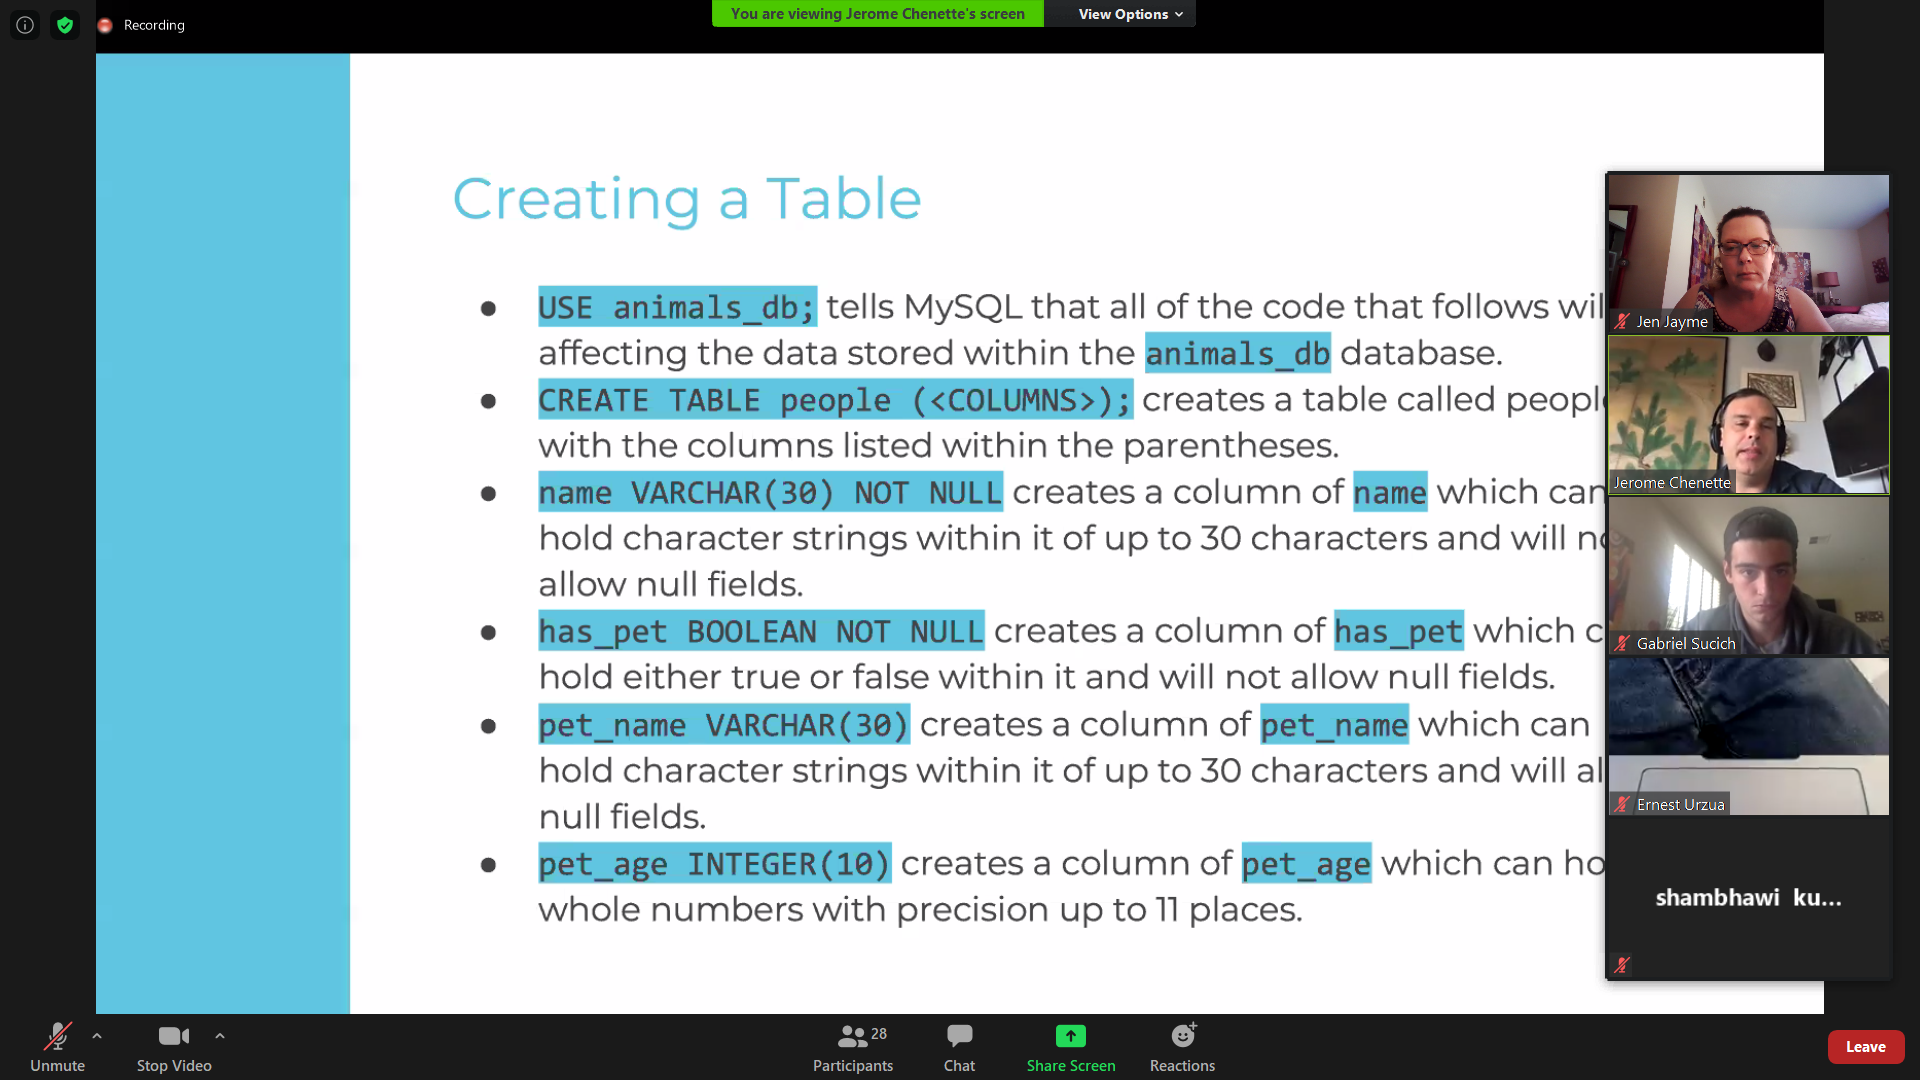 Recording
You are viewing Jerome Chenette's screen
View Options
Creating a Table
USE animals_db; tells MySQL that all of the code that follows wil
affecting the data stored within the animals_db database.
CREATE TABLE people (<COLUMNS>); creates a table called people
with the columns listed within the parentheses.
name VARCHAR(30) NOT NULL creates a column of name which can
hold character strings within it of up to 30 characters and will no
allow null fields.
has_pet BOOLEAN NOT NULL creates a column of has_pet which c
hold either true or false within it and will not allow null fields.
pet_name VARCHAR(30) creates a column of pet_name which can
hold character strings within it of up to 30 characters and will al
null fields.
pet_age INTEGER(10) creates a column of pet_age which can ho
whole numbers with precision up to 11 places.
Jen Jayme
Jerome Chenette
Gabriel Sucich
Ernest Urzua
shambhawi ku...
Unmute
Stop Video
28
Participants
Chat
Share Screen
Reactions
Leave